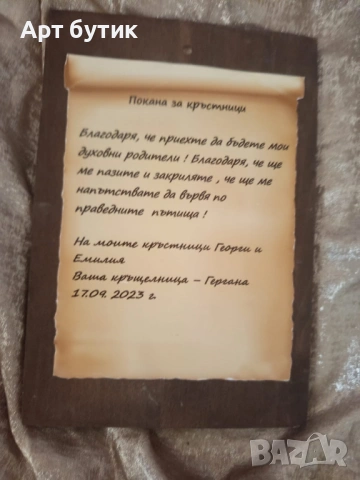 Арт бутик
Покана за кръстници
Благодаря, че приехте да бъдете мои
духовни родители ! Благодаря, че ще
ме пазите и закриляте , че ще ме
напътствате да вървя по
праведните пътища !
На моите кръстници Георги и
Емилия
Ваша кръщелница – Гергана
17.09. 2023 г.
BAZAR